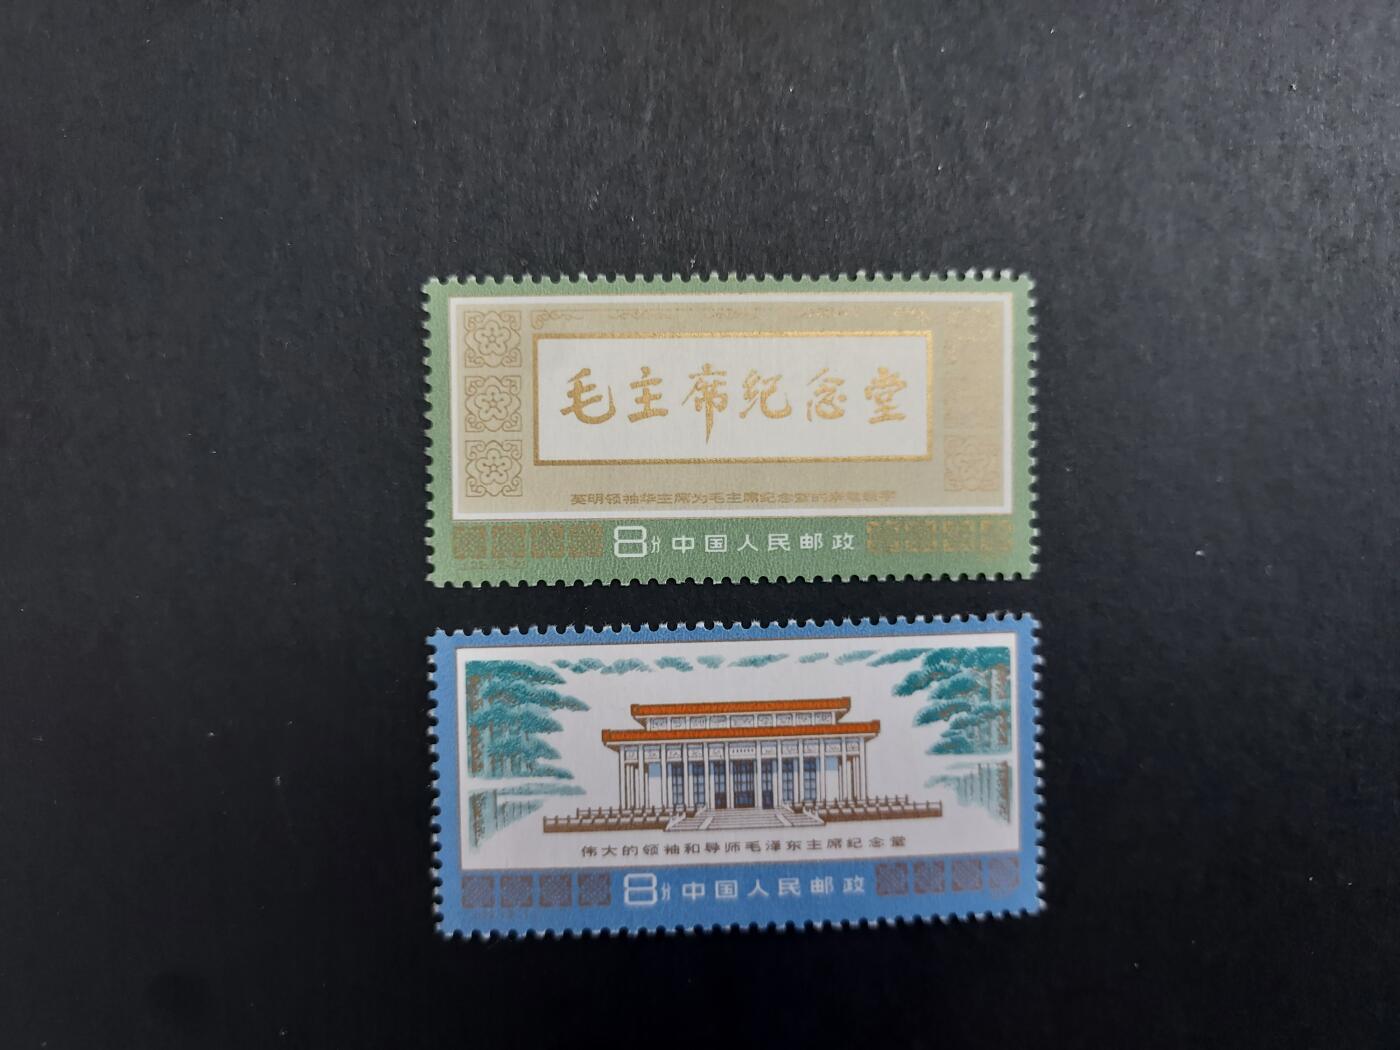 毛主席纪念堂
英明领袖华主席为毛主席纪念堂的亲笔题字
8分 中国人民邮政
伟大的领袖和导师毛泽东主席纪念堂
8分 中国人民邮政